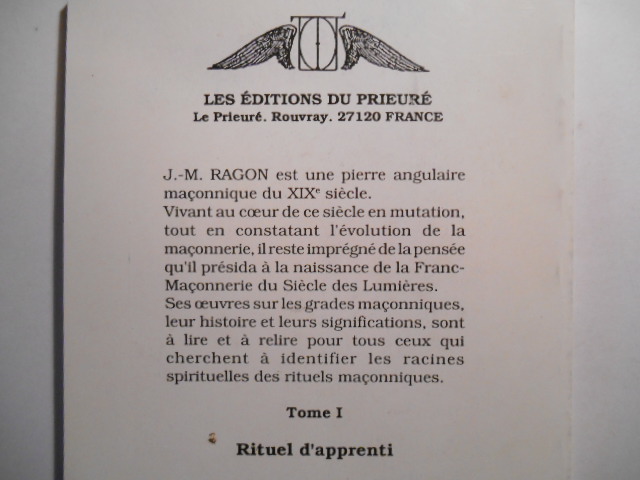 LES ÉDITIONS DU PRIEURÉ
Le Prieuré. Rouvray. 27120 FRANCE
J.-M. RAGON est une pierre angulaire
maçonnique du XIXe siècle.
Vivant au cœur de ce siècle en mutation,
tout en constatant l'évolution de la
maçonnerie, il reste imprégné de la pensée
qu'il présida à la naissance de la Franc-
Maçonnerie du Siècle des Lumières.
Ses œuvres sur les grades maçonniques,
leur histoire et leurs significations, sont
à lire et à relire pour tous ceux qui
cherchent à identifier les racines
spirituelles des rituels maçonniques.
Tome I
Rituel d'apprenti